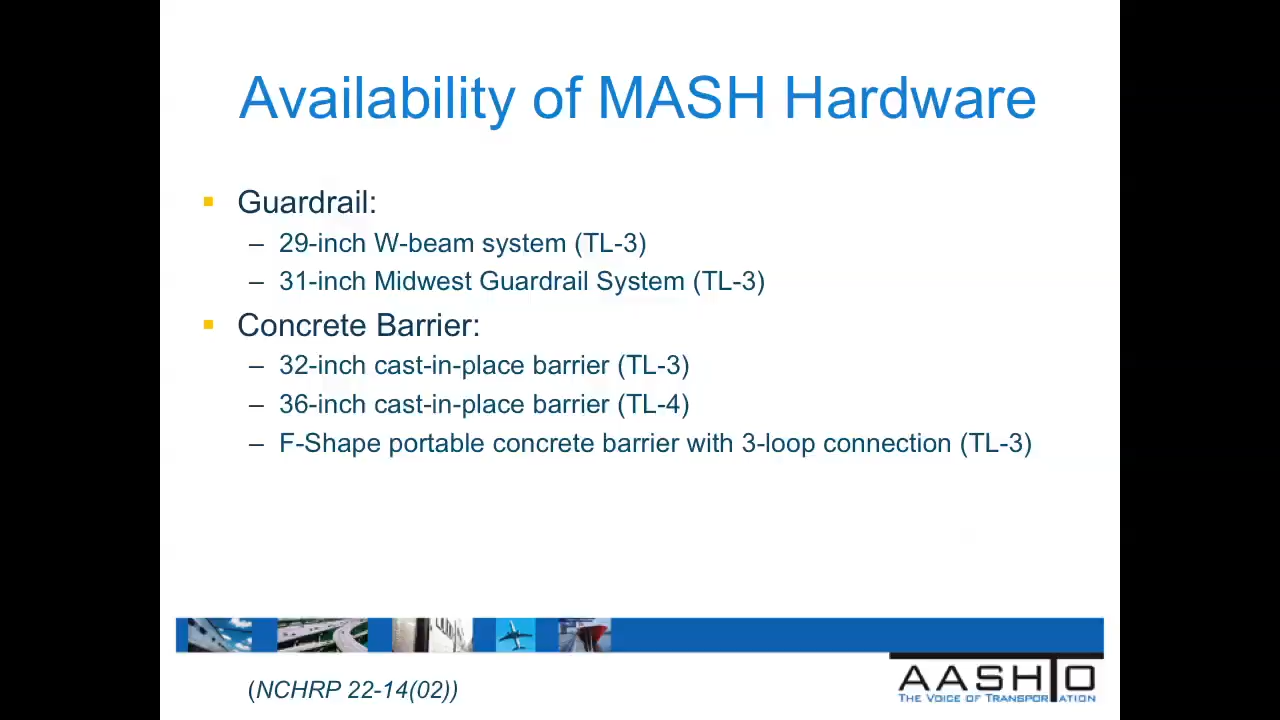 Availability of MASH Hardware
Guardrail:
– 29-inch W-beam system (TL-3)
– 31-inch Midwest Guardrail System (TL-3)
Concrete Barrier:
– 32-inch cast-in-place barrier (TL-3)
– 36-inch cast-in-place barrier (TL-4)
– F-Shape portable concrete barrier with 3-loop connection (TL-3)
(NCHRP 22-14(02))
AASHTO
THE VOICE OF TRANSPORTATION